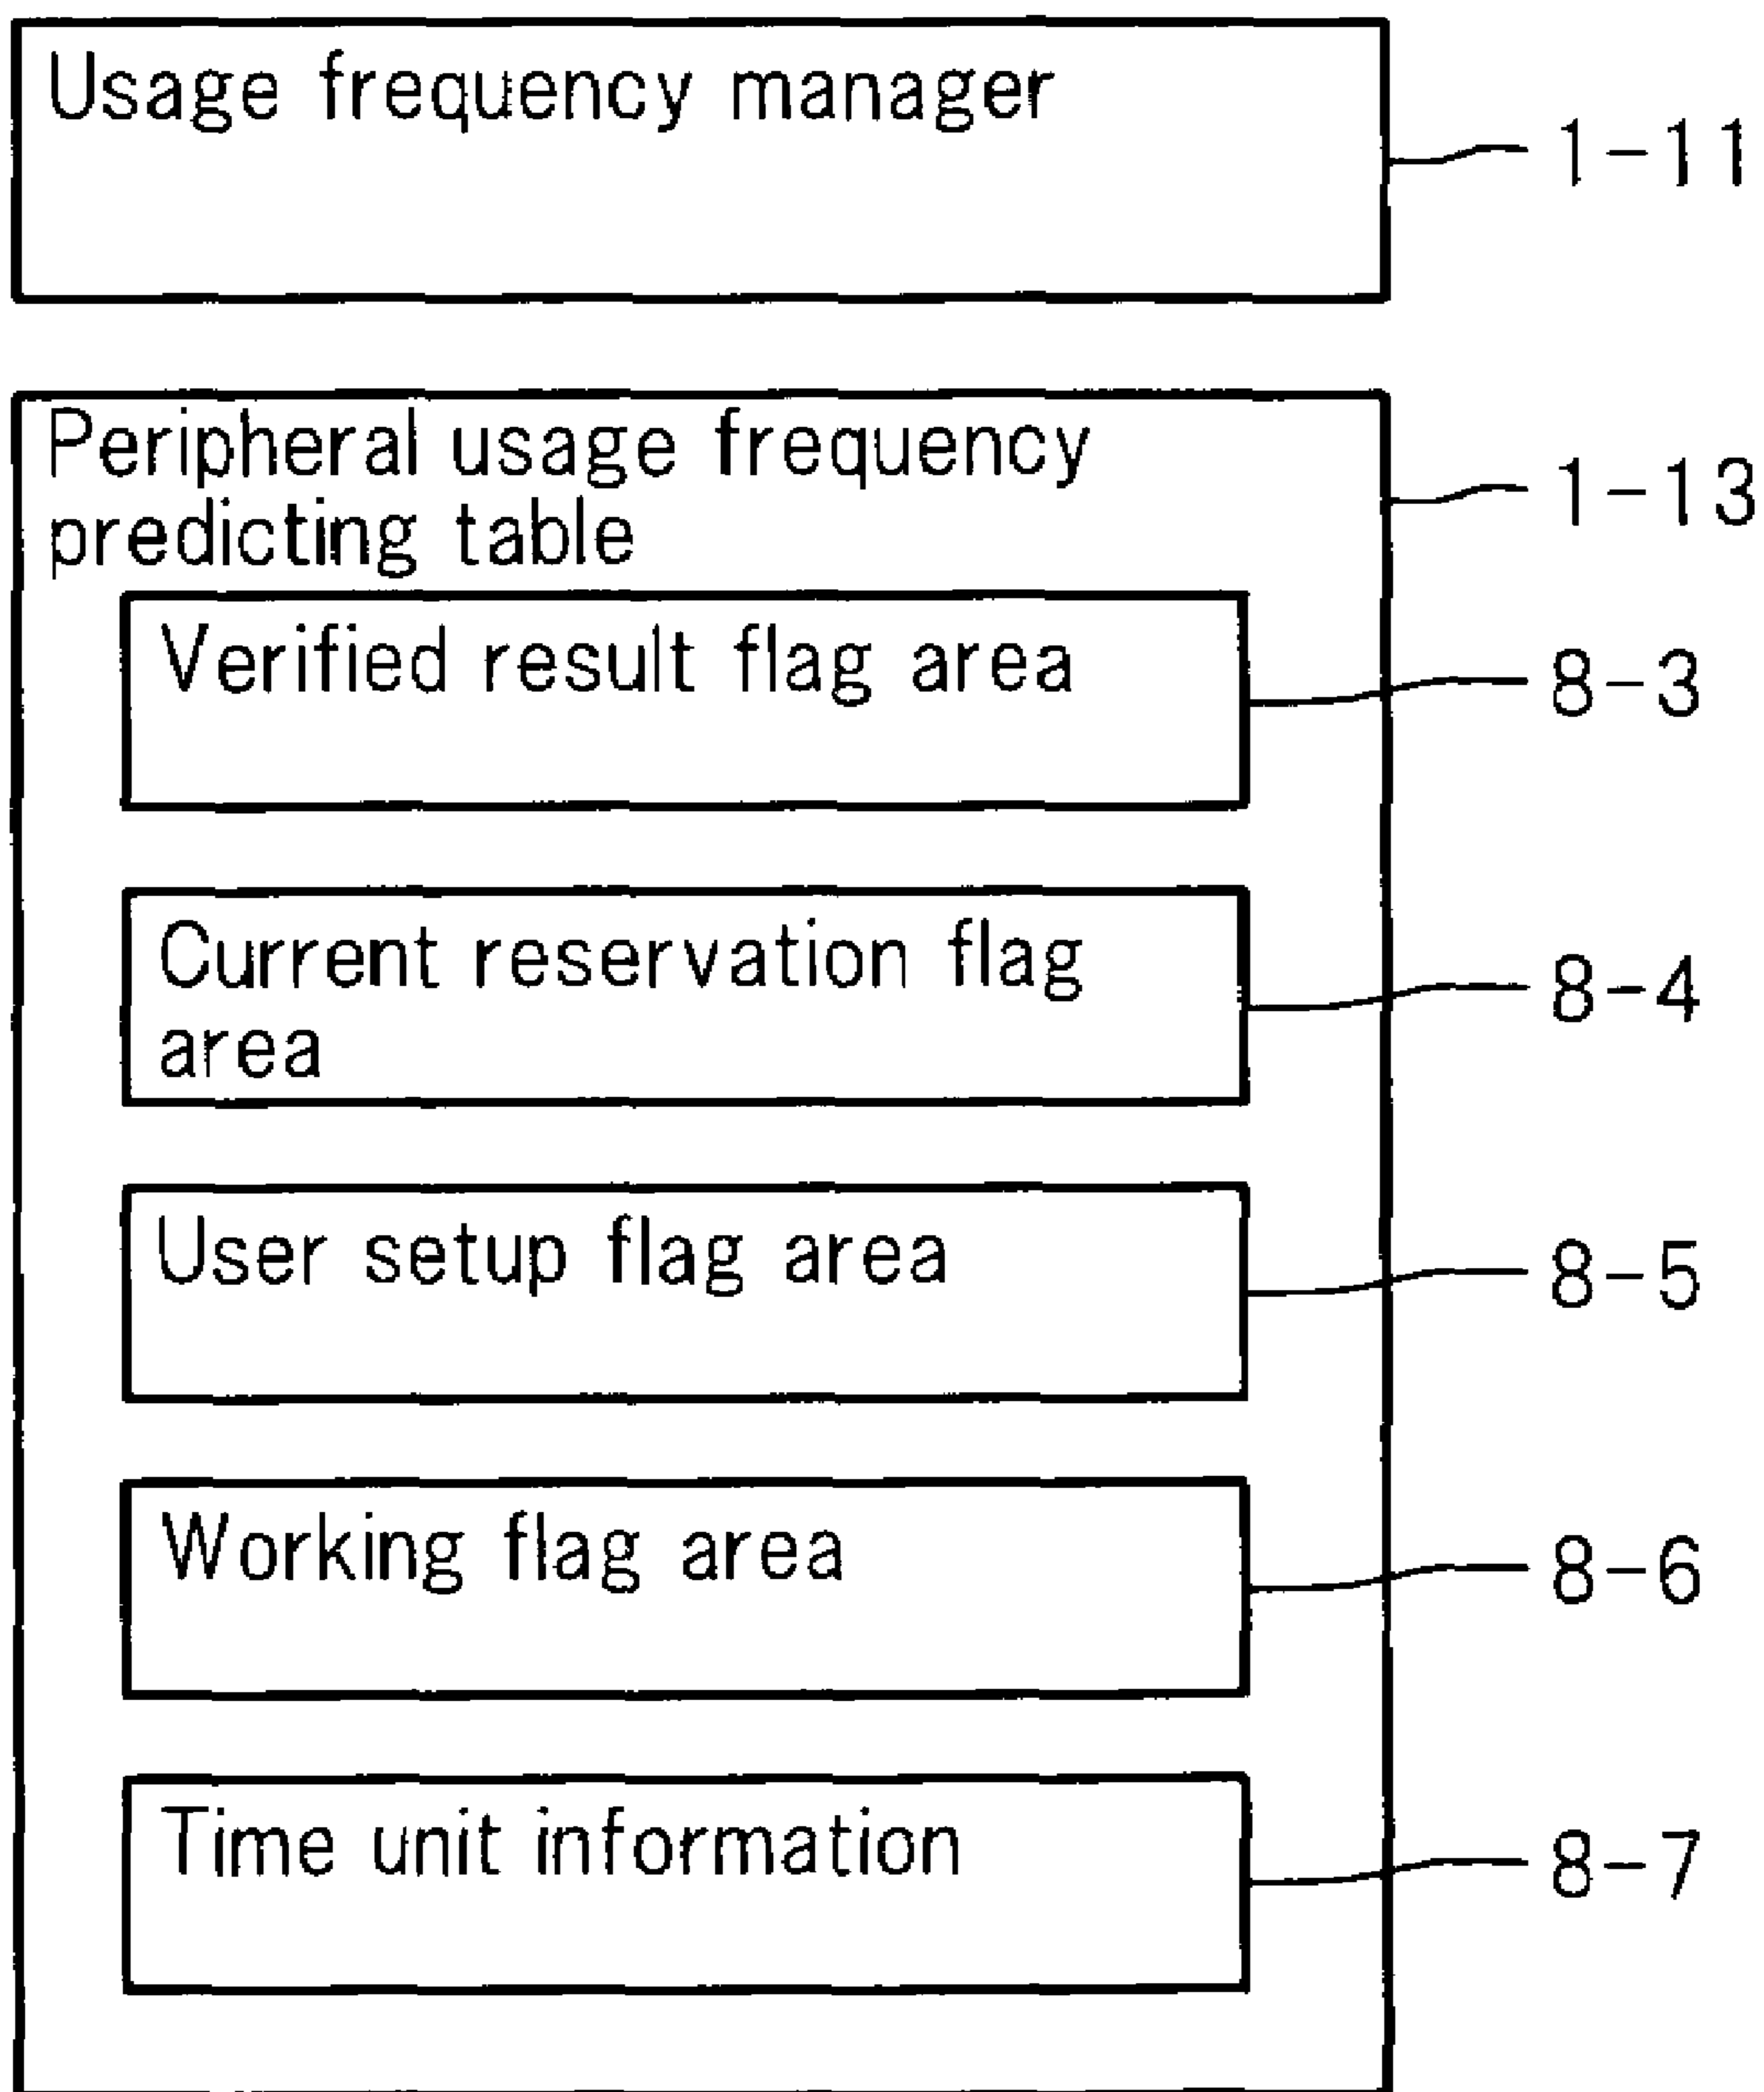 Usage frequency manager
1-11
Peripheral usage frequency
predicting table
1-13
Verified result flag area
8-3
Current reservation flag
area
8-4
User setup flag area
8-5
Working flag area
8-6
Time unit information
8-7